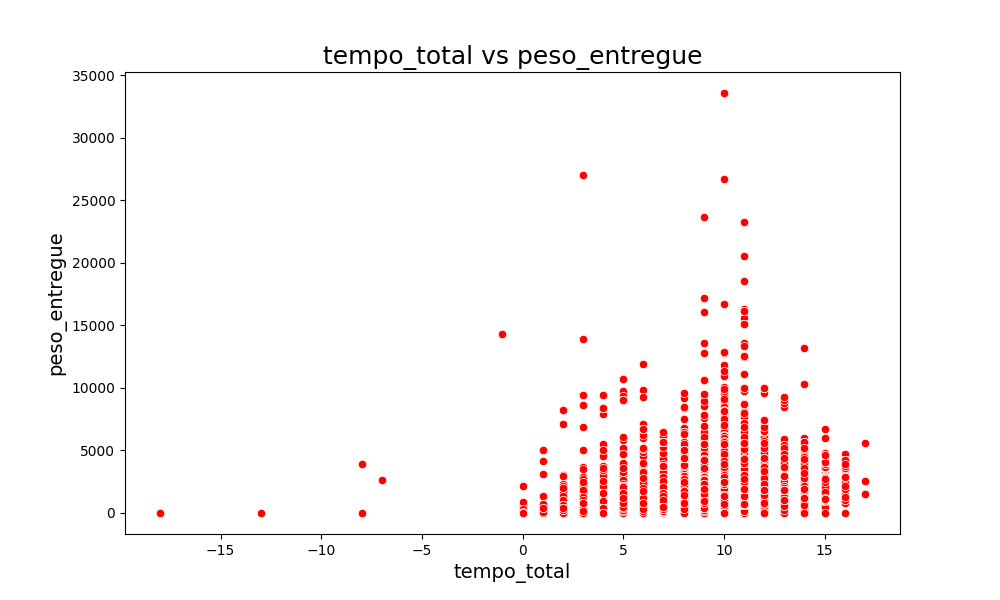 tempo_total vs peso_entregue
35000
30000
25000
20000
15000
10000
5000
0
peso_entregue
−15 −10 −5 0 5 10 15
tempo_total